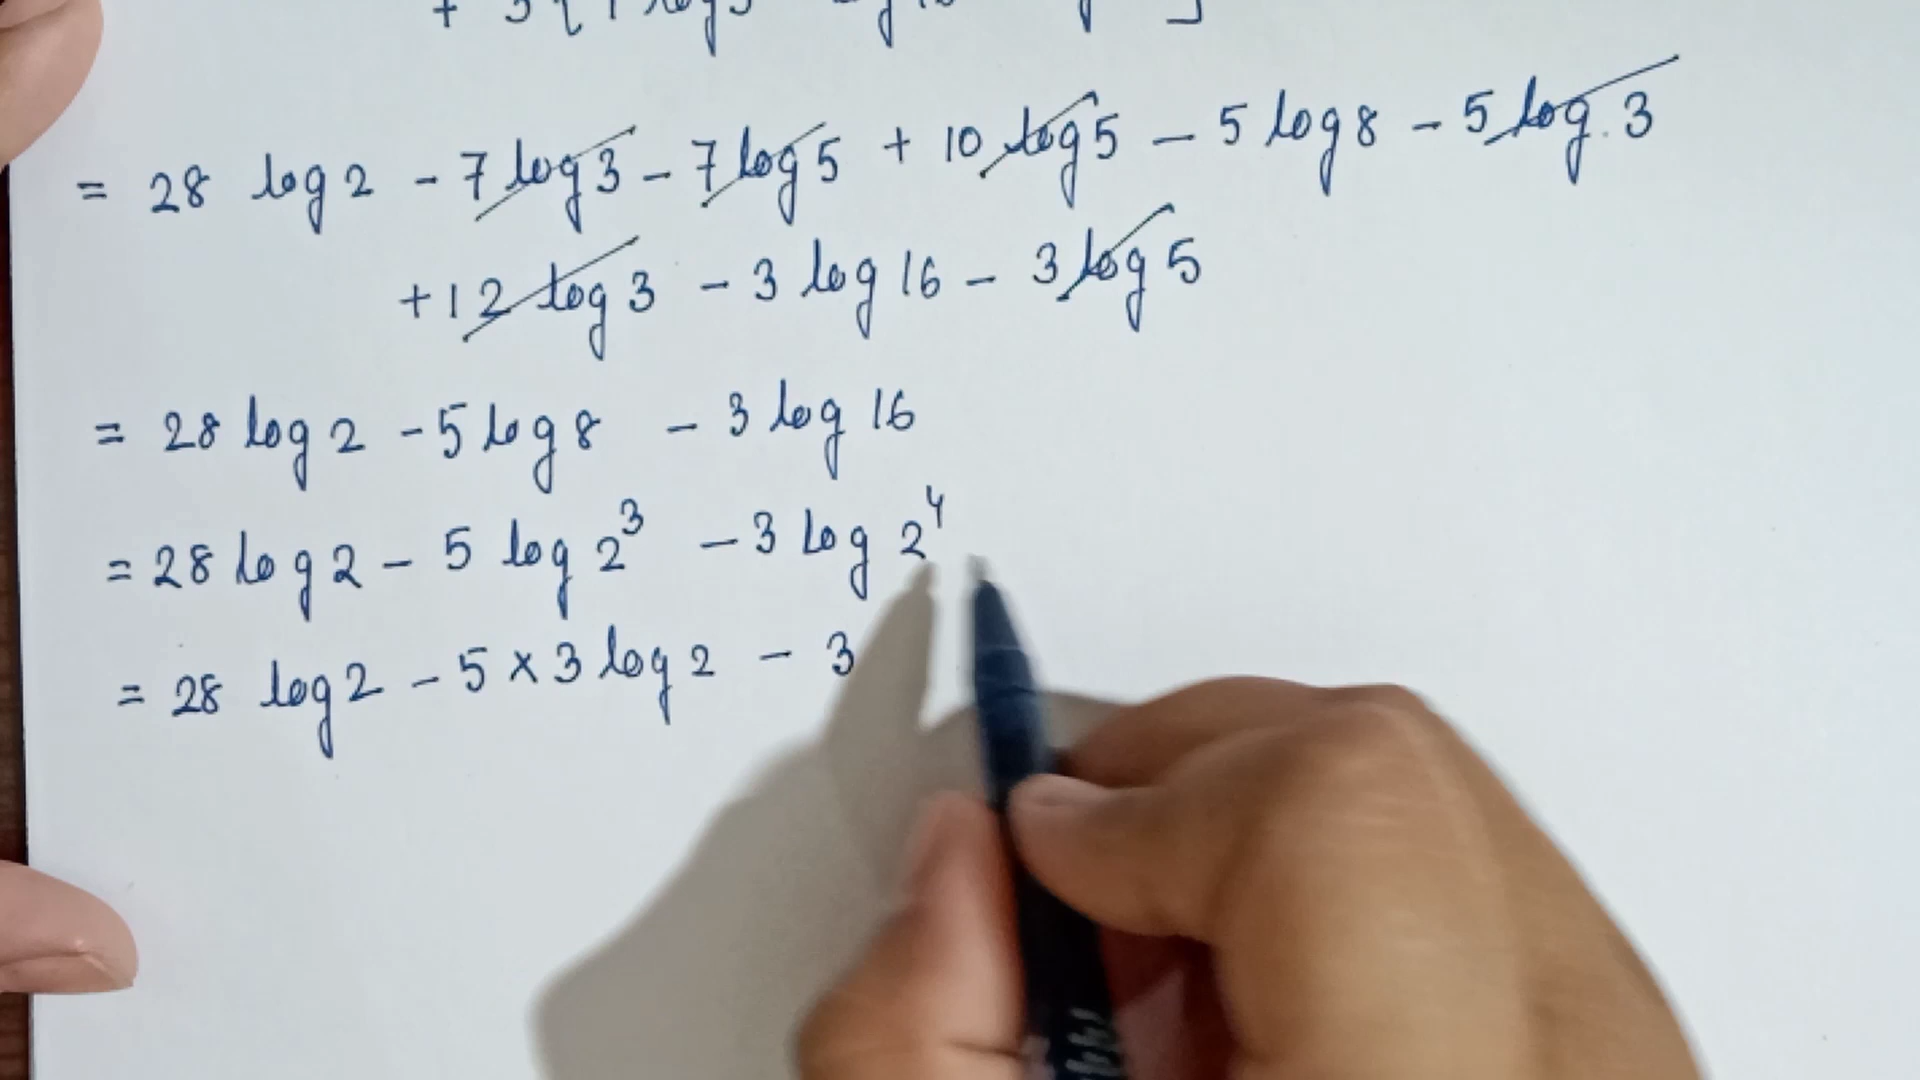 = 28 log 2 - 7 log 3 - 7 log 5 + 10 log 5 - 5 log 8 - 5 log 3
+ 12 log 3 - 3 log 16 - 3 log 5
= 28 log 2 - 5 log 8 - 3 log 16
= 28 log 2 - 5 log 2³ - 3 log 2⁴
= 28 log 2 - 5 × 3 log 2 - 3